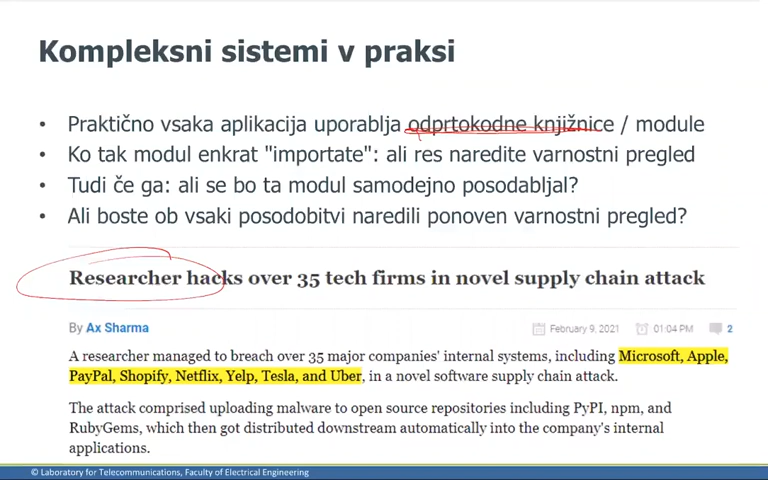 Kompleksni sistemi v praksi
• Praktično vsaka aplikacija uporablja odprtokodne knjižnice / module
• Ko tak modul enkrat "importate": ali res naredite varnostni pregled
• Tudi če ga: ali se bo ta modul samodejno posodabljal?
• Ali boste ob vsaki posodobitvi naredili ponoven varnostni pregled?
Researcher hacks over 35 tech firms in novel supply chain attack
By Ax Sharma February 9, 2021 01:04 PM 2
A researcher managed to breach over 35 major companies' internal systems, including Microsoft, Apple,
PayPal, Shopify, Netflix, Yelp, Tesla, and Uber, in a novel software supply chain attack.
The attack comprised uploading malware to open source repositories including PyPI, npm, and
RubyGems, which then got distributed downstream automatically into the company's internal
applications.
© Laboratory for Telecommunications, Faculty of Electrical Engineering